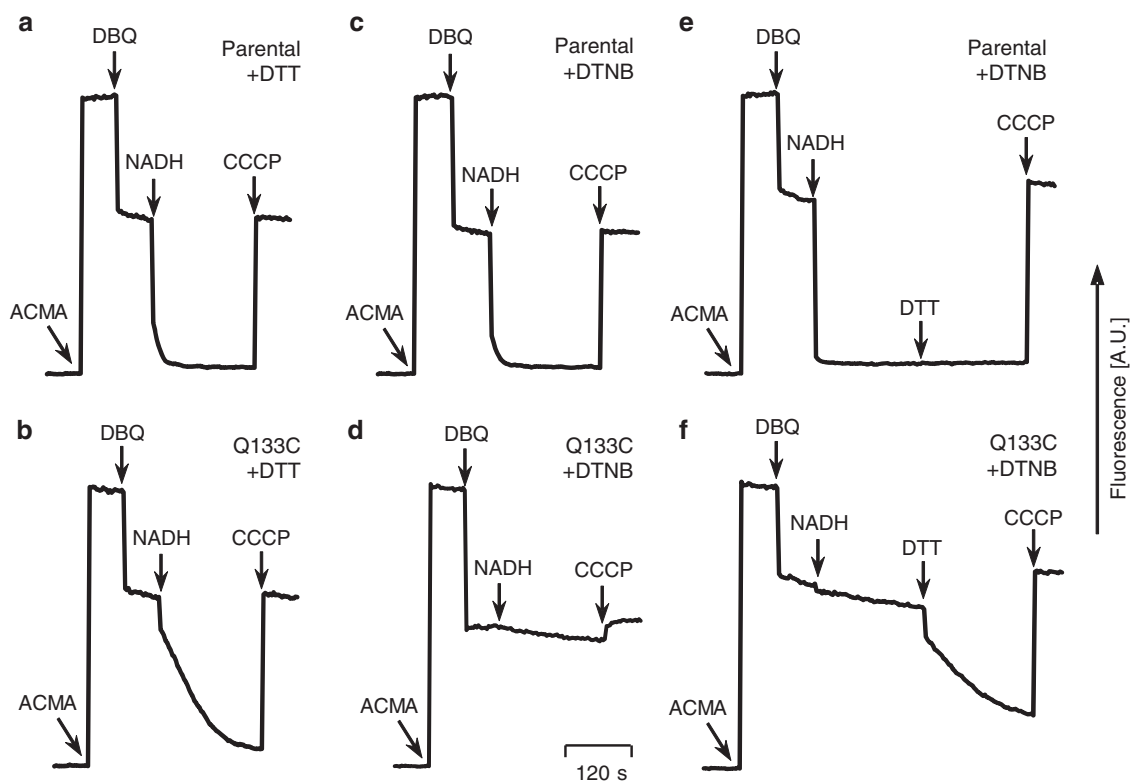 a
DBQ
Parental
+DTT
NADH
CCCP
ACMA
c
DBQ
Parental
+DTNB
NADH
CCCP
ACMA
e
DBQ
Parental
+DTNB
NADH
CCCP
DTT
ACMA
b
DBQ
Q133C
+DTT
NADH
CCCP
ACMA
d
DBQ
Q133C
+DTNB
NADH
CCCP
ACMA
120 s
f
DBQ
Q133C
+DTNB
NADH
DTT
CCCP
ACMA
Fluorescence [A.U.]